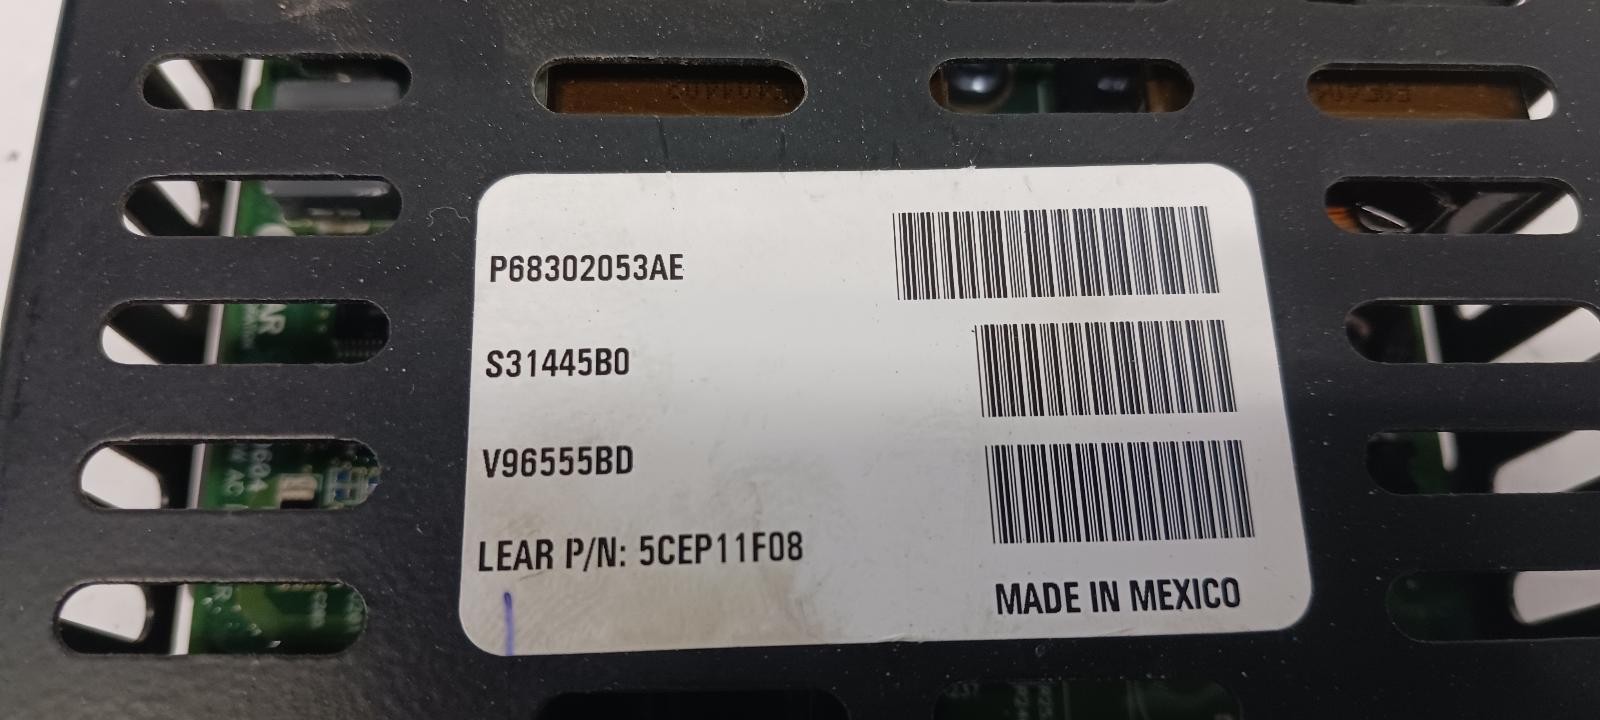 P68302053AE
S31445B0
V96555BD
LEAR P/N: 5CEP11F08
MADE IN MEXICO